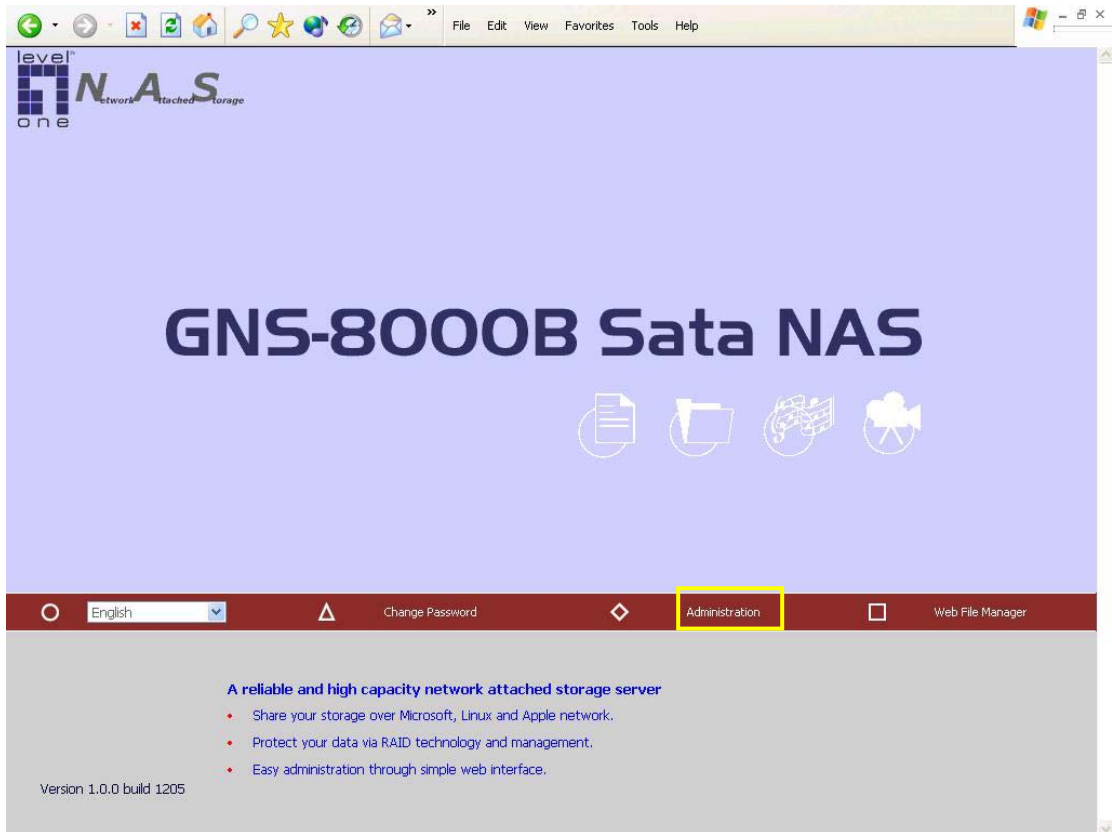 File Edit View Favorites Tools Help
level
one
Network Attached Storage
GNS-8000B Sata NAS
English
Change Password
Administration
Web File Manager
A reliable and high capacity network attached storage server
Share your storage over Microsoft, Linux and Apple network.
Protect your data via RAID technology and management.
Easy administration through simple web interface.
Version 1.0.0 build 1205